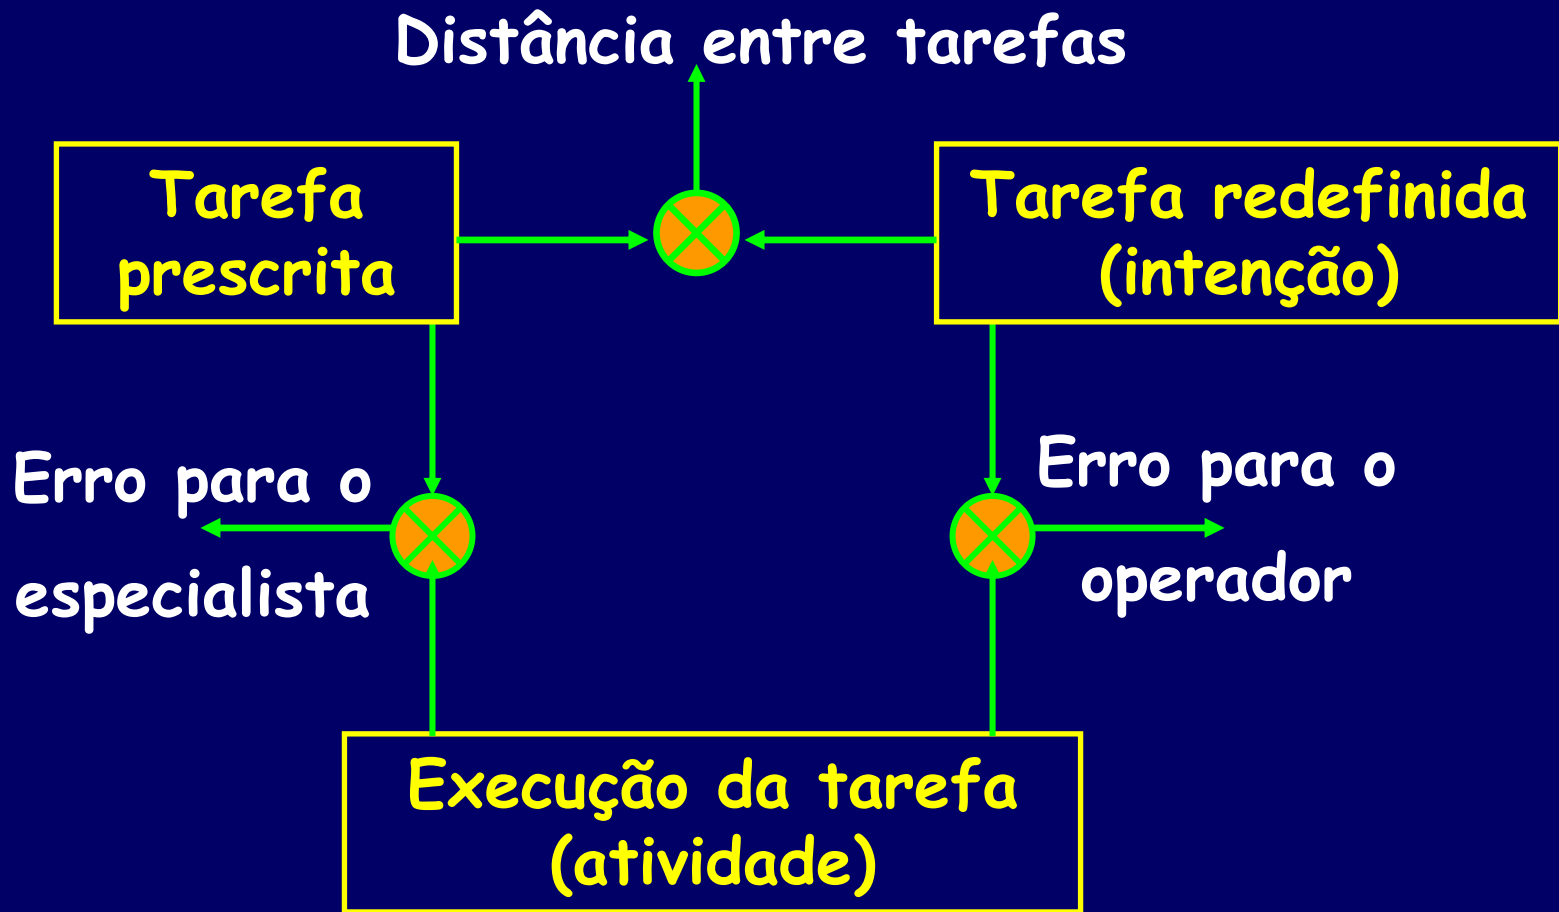 Distância entre tarefas
Tarefa
prescrita
Tarefa redefinida
(intenção)
Erro para o
especialista
Erro para o
operador
Execução da tarefa
(atividade)